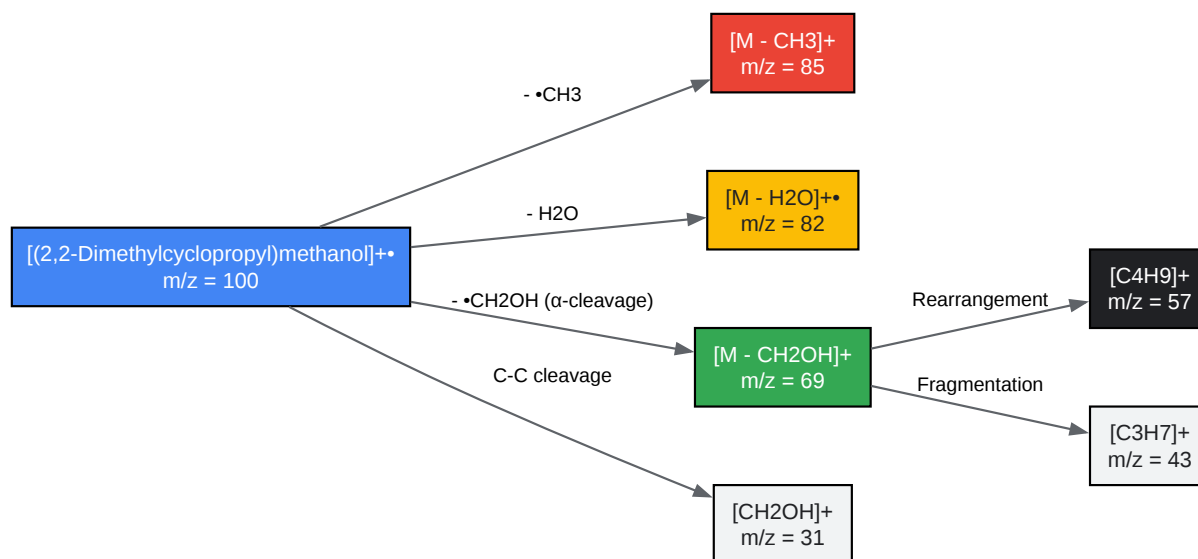 [M - CH3]+
m/z = 85
- •CH3
[M - H2O]+•
m/z = 82
- H2O
[(2,2-Dimethylcyclopropyl)methanol]+•
m/z = 100
- •CH2OH (α-cleavage)
[M - CH2OH]+
m/z = 69
C-C cleavage
Rearrangement
[C4H9]+
m/z = 57
Fragmentation
[C3H7]+
m/z = 43
[CH2OH]+
m/z = 31